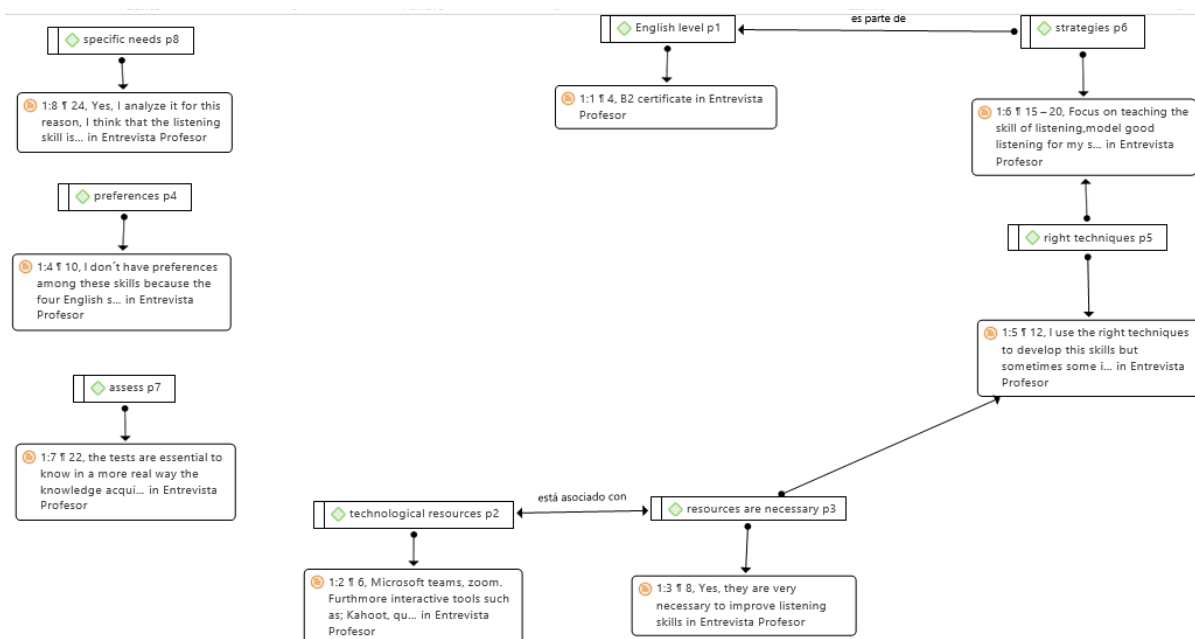 specific needs p8
1:8 ¶ 24, Yes, I analyze it for this
reason, I think that the listening
skill is... in Entrevista Profesor
preferences p4
1:4 ¶ 10, I don´t have preferences
among these skills because the
four English s... in Entrevista
Profesor
assess p7
1:7 ¶ 22, the tests are essential to
know in a more real way the
knowledge acqui... in Entrevista
Profesor
English level p1
es parte de
strategies p6
1:1 ¶ 4, B2 certificate in Entrevista
Profesor
1:6 ¶ 15 – 20, Focus on teaching the
skill of listening,model good
listening for my s... in Entrevista
Profesor
right techniques p5
1:5 ¶ 12, I use the right techniques
to develop this skills but
sometimes some i... in Entrevista
Profesor
technological resources p2
está asociado con
resources are necessary p3
1:2 ¶ 6, Microsoft teams, zoom.
Furthmore interactive tools such
as; Kahoot, qu... in Entrevista
Profesor
1:3 ¶ 8, Yes, they are very
necessary to improve listening
skills in Entrevista Profesor